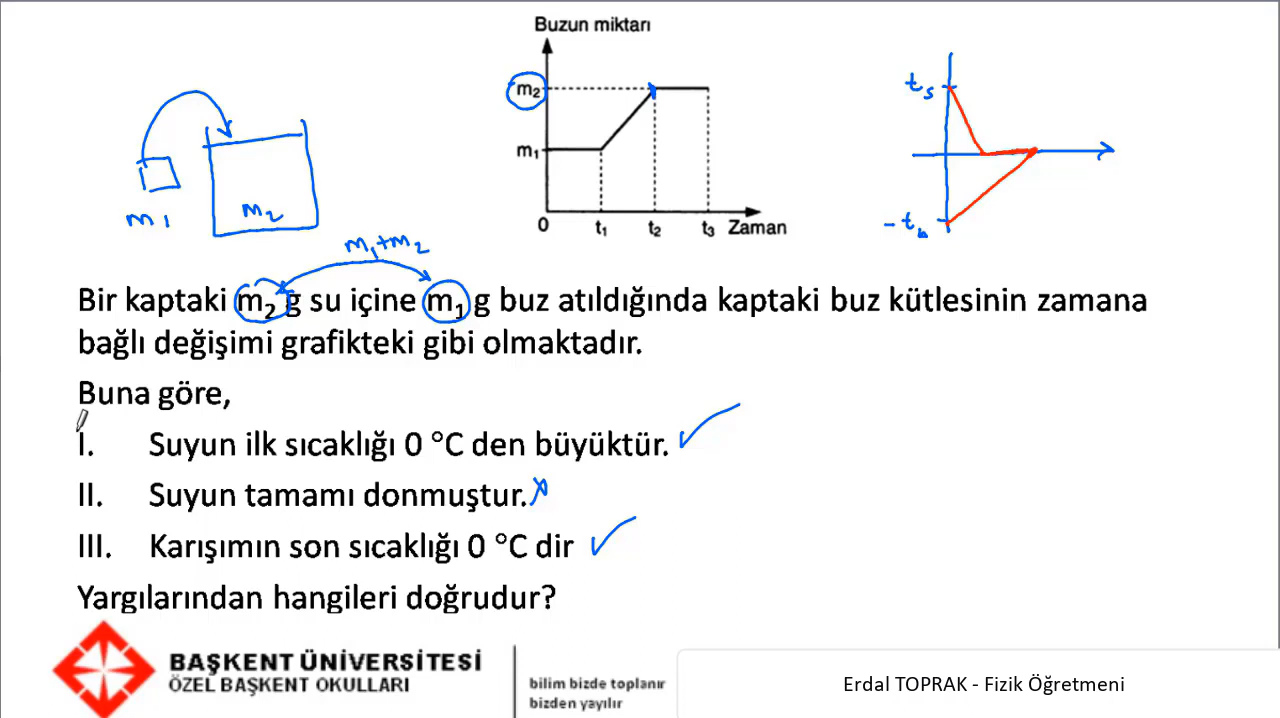 Buzun miktarı
m₂
m₁
0 t₁ t₂ t₃ Zaman
m₁
m₂
tₛ
-t_b
m₁+m₂
Bir kaptaki m₂ g su içine m₁ g buz atıldığında kaptaki buz kütlesinin zamana
bağlı değişimi grafikteki gibi olmaktadır.
Buna göre,
I. Suyun ilk sıcaklığı 0 °C den büyüktür.
II. Suyun tamamı donmuştur.
III. Karışımın son sıcaklığı 0 °C dir
Yargılarından hangileri doğrudur?
BAŞKENT ÜNİVERSİTESİ
ÖZEL BAŞKENT OKULLARI
bilim bizde toplanır
bizden yayılır
Erdal TOPRAK - Fizik Öğretmeni